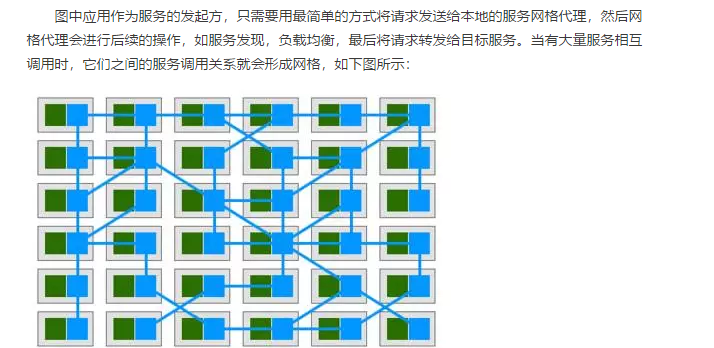 图中应用作为服务的发起方，只需要用最简单的方式将请求发送给本地的服务网格代理，然后网
格代理会进行后续的操作，如服务发现，负载均衡，最后将请求转发给目标服务。当有大量服务相互
调用时，它们之间的服务调用关系就会形成网格，如下图所示：